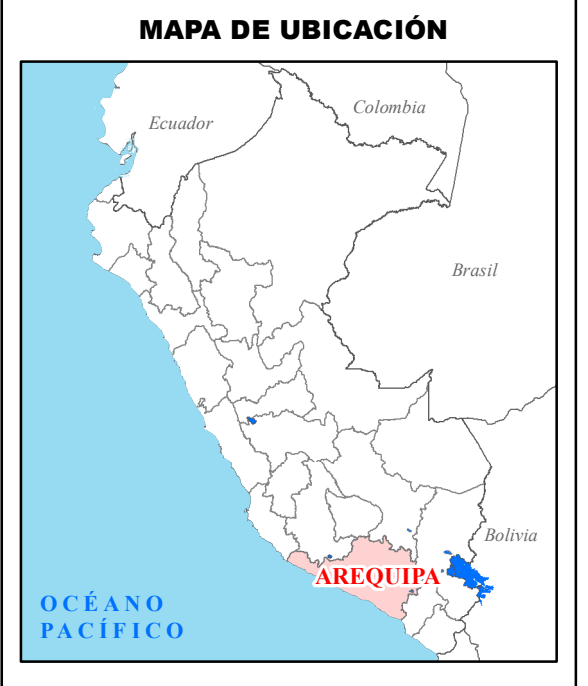 MAPA DE UBICACIÓN
Colombia
Ecuador
Brasil
Bolivia
AREQUIPA
OCÉANO
PACÍFICO